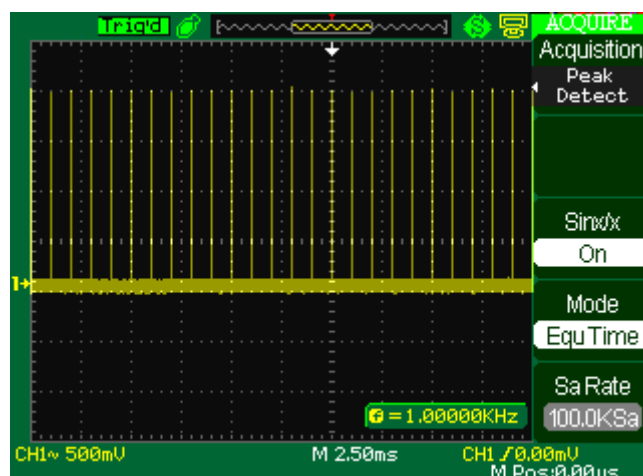 Trig'd
ACQUIRE
Acquisition
Peak
Detect
Sinx/x
On
Mode
EquTime
Sa Rate
100.0KSa
1
f = 1.00000KHz
CH1~ 500mV
M 2.50ms
CH1 /0.00mV
M Pos:0.00µs